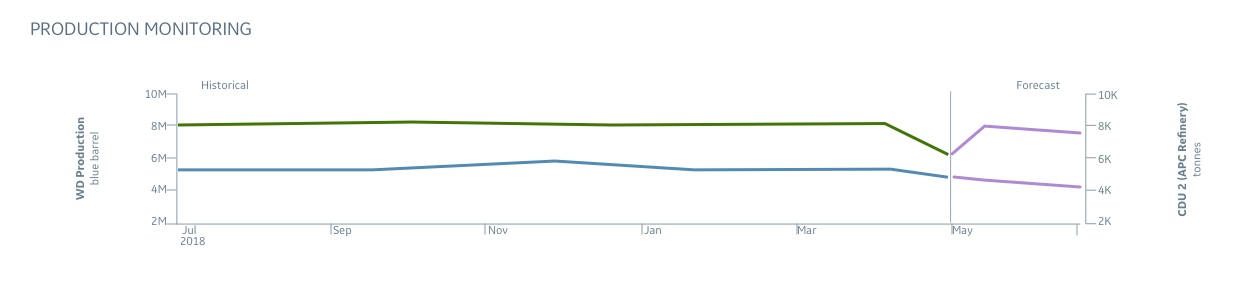 PRODUCTION MONITORING
Historical
Forecast
WD Production
blue barrel
10M
8M
6M
4M
2M
10K
8K
6K
4K
2K
CDU 2 (APC Refinery)
tonnes
Jul
2018
Sep
Nov
Jan
Mar
May